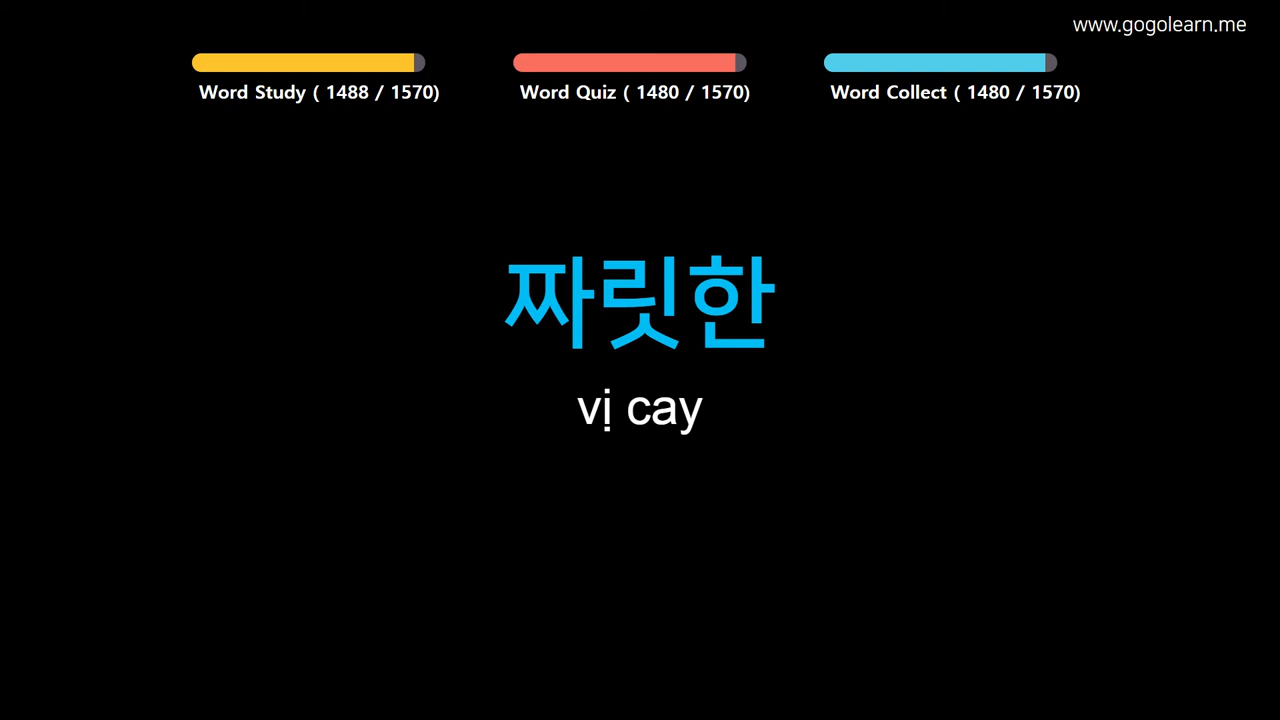 www.gogolearn.me
Word Study ( 1488 / 1570)
Word Quiz ( 1480 / 1570)
Word Collect ( 1480 / 1570)
짜릿한
vị cay